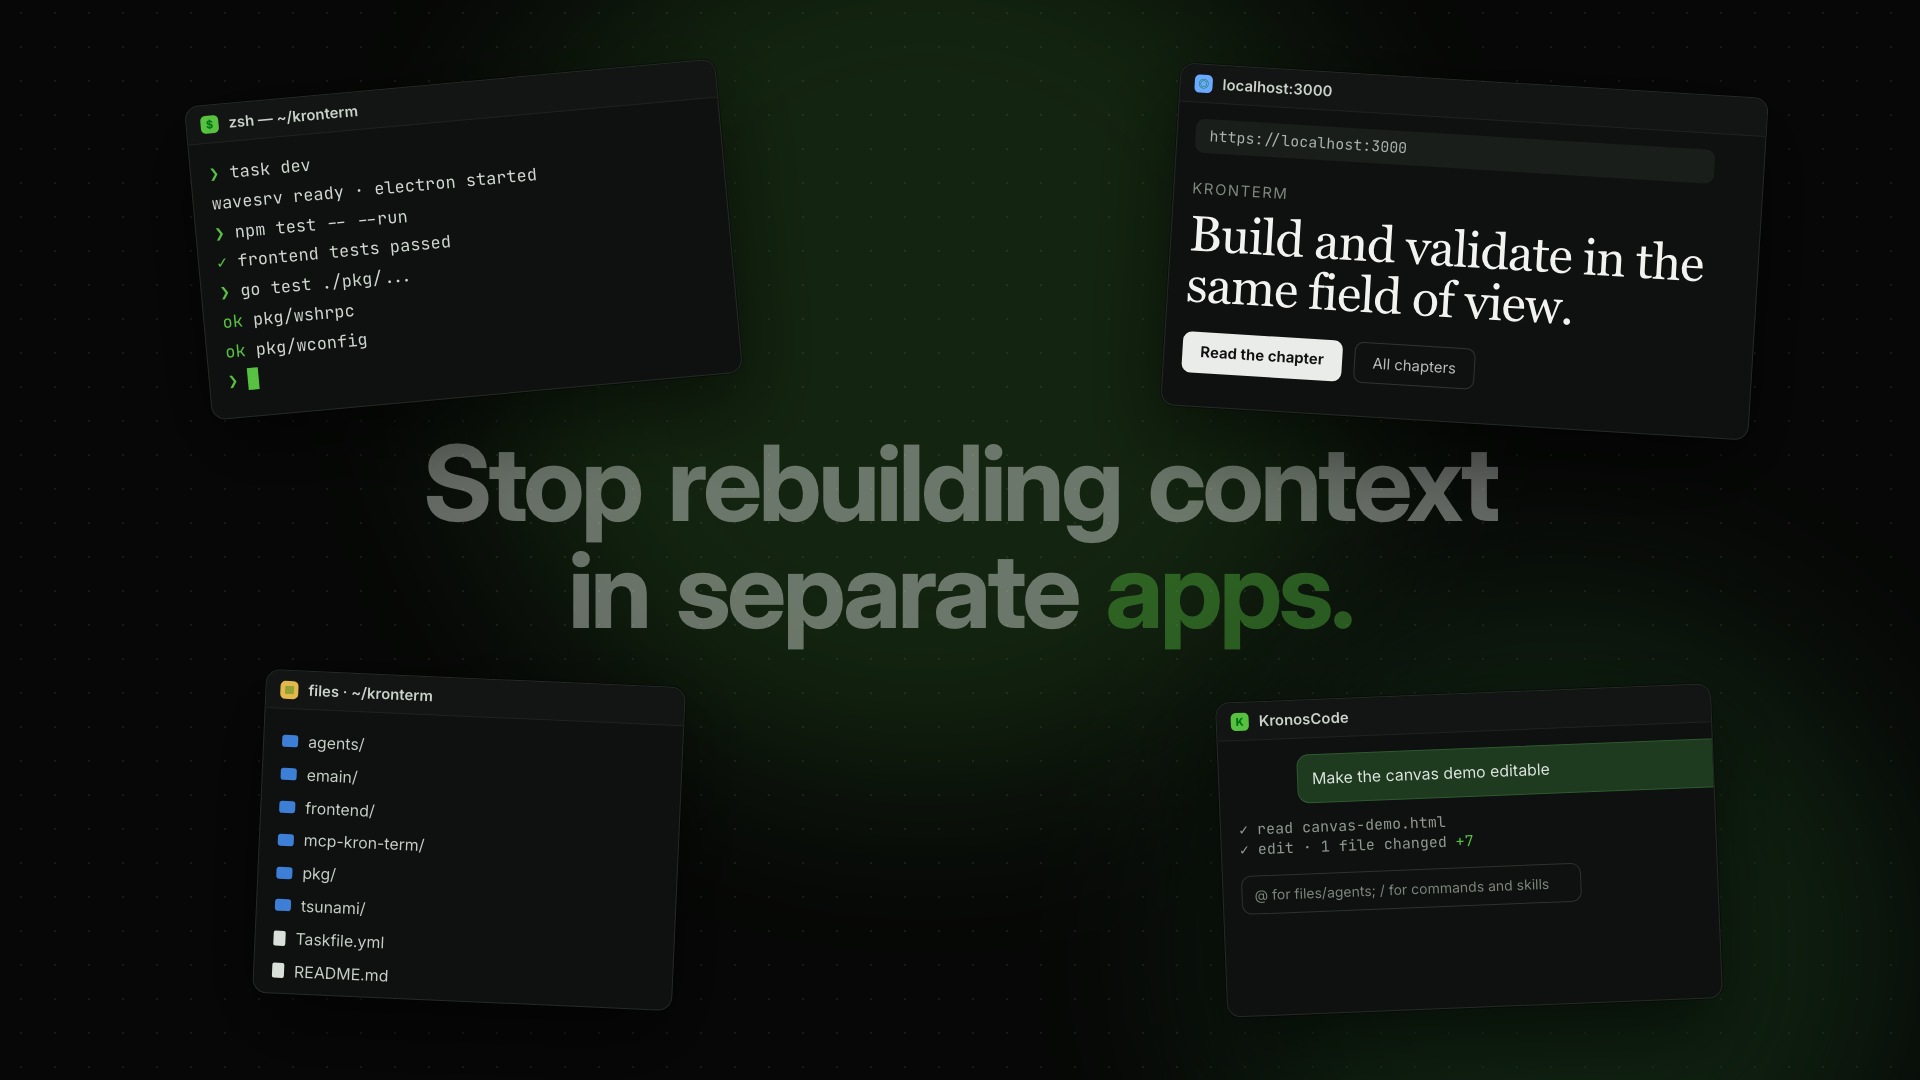 $ zsh — ~/kronterm
❯ task dev
wavesrv ready · electron started
❯ npm test -- --run
✓ frontend tests passed
❯ go test ./pkg/...
ok pkg/wshrpc
ok pkg/wconfig
❯
localhost:3000
https://localhost:3000
KRONTERM
Build and validate in the
same field of view.
Read the chapter
All chapters
Stop rebuilding context
in separate apps.
files · ~/kronterm
agents/
emain/
frontend/
mcp-kron-term/
pkg/
tsunami/
Taskfile.yml
README.md
K KronosCode
Make the canvas demo editable
✓ read canvas-demo.html
✓ edit · 1 file changed +7
@ for files/agents; / for commands and skills